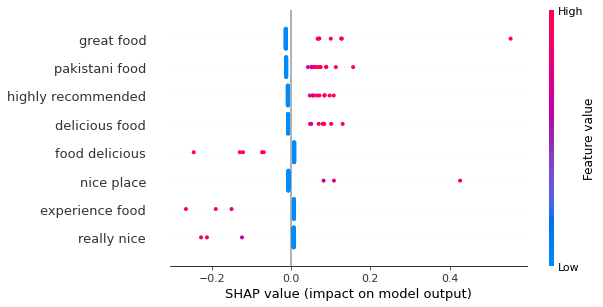 great food
pakistani food
highly recommended
delicious food
food delicious
nice place
experience food
really nice
−0.2 0.0 0.2 0.4
SHAP value (impact on model output)
High
Feature value
Low